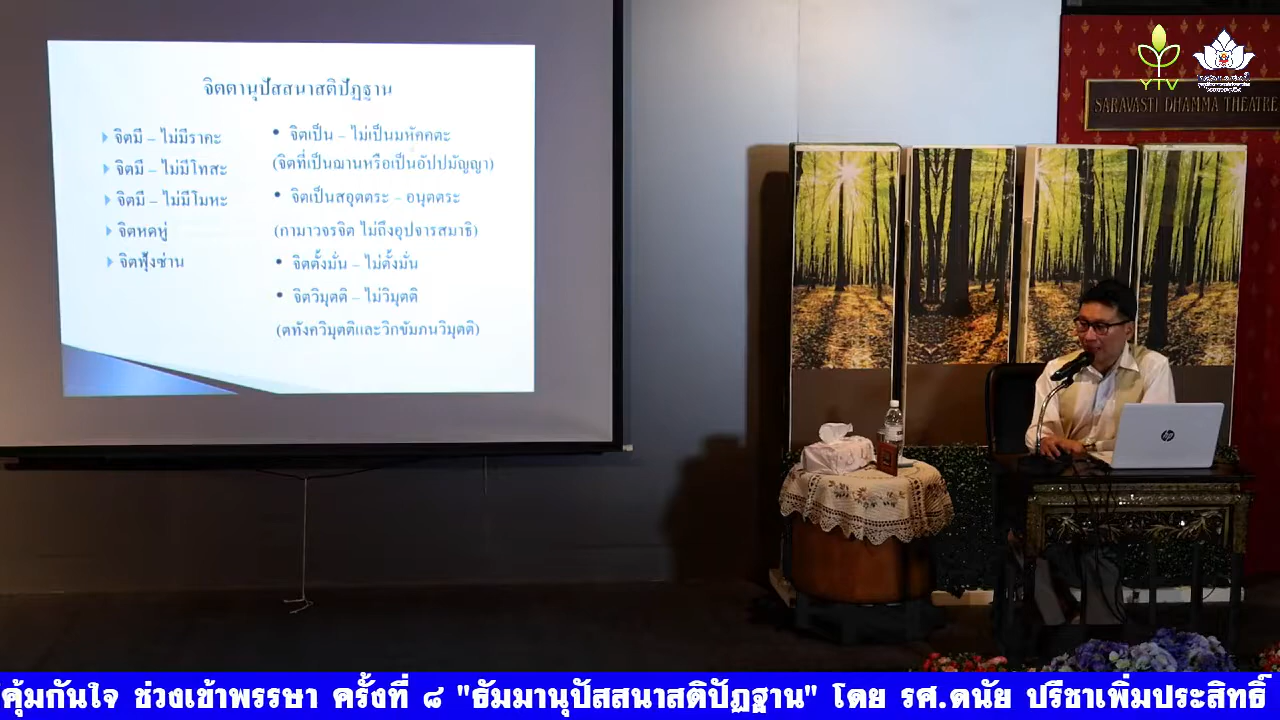 จิตตานุปัสสนาสติปัฏฐาน
จิตมี – ไม่มีราคะ
จิตมี – ไม่มีโทสะ
จิตมี – ไม่มีโมหะ
จิตหดหู่
จิตฟุ้งซ่าน
จิตเป็น – ไม่เป็นมหัคคตะ
(จิตที่เป็นฌานหรือเป็นอัปปมัญญา)
จิตเป็นสอุตตระ – อนุตตระ
(กามาวจรจิต ไม่ถึงอุปจารสมาธิ)
จิตตั้งมั่น – ไม่ตั้งมั่น
จิตวิมุตติ – ไม่วิมุตติ
(ตทังควิมุตติและวิกขัมภนวิมุตติ)
YTV
SARAVASTI DHAMMA THEATRE
hp
คุ้มกันใจ ช่วงเข้าพรรษา ครั้งที่ ๘ "ธัมมานุปัสสนาสติปัฏฐาน" โดย รศ.ดนัย ปรีชาเพิ่มประสิทธิ์